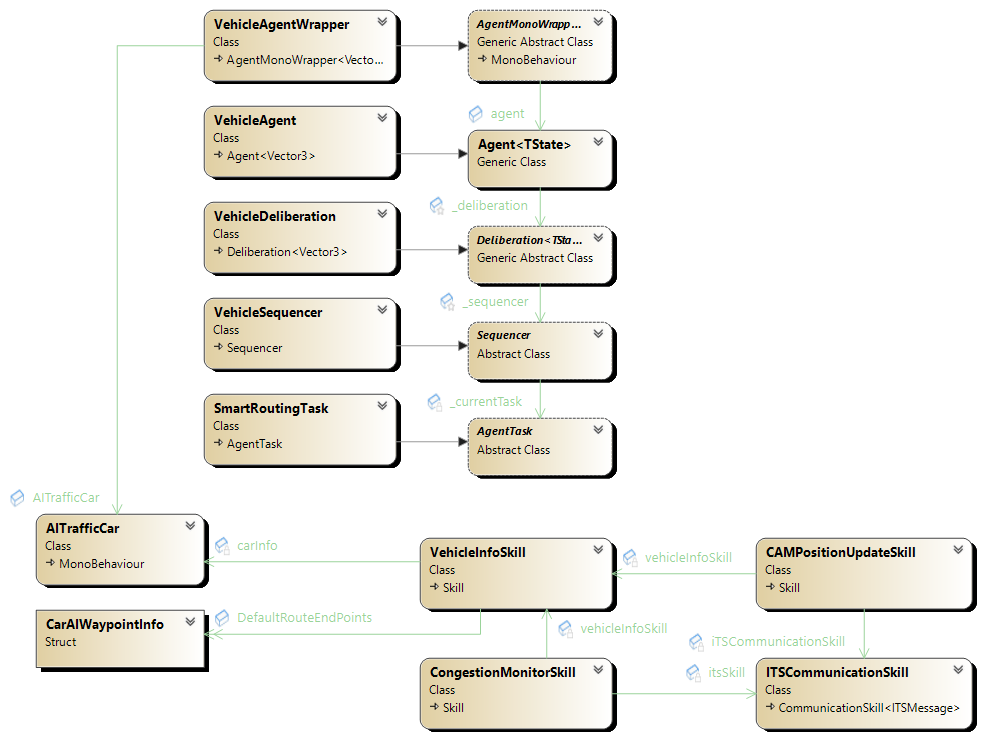 VehicleAgentWrapper
Class
AgentMonoWrapper<Vecto...
AgentMonoWrapp...
Generic Abstract Class
MonoBehaviour
agent
VehicleAgent
Class
Agent<Vector3>
Agent<TState>
Generic Class
_deliberation
VehicleDeliberation
Class
Deliberation<Vector3>
Deliberation<TSta...
Generic Abstract Class
_sequencer
VehicleSequencer
Class
Sequencer
Sequencer
Abstract Class
_currentTask
SmartRoutingTask
Class
AgentTask
AgentTask
Abstract Class
AITrafficCar
AITrafficCar
Class
MonoBehaviour
carInfo
VehicleInfoSkill
Class
Skill
vehicleInfoSkill
CAMPositionUpdateSkill
Class
Skill
CarAIWaypointInfo
Struct
DefaultRouteEndPoints
vehicleInfoSkill
iTSCommunicationSkill
CongestionMonitorSkill
Class
Skill
itsSkill
ITSCommunicationSkill
Class
CommunicationSkill<ITSMessage>